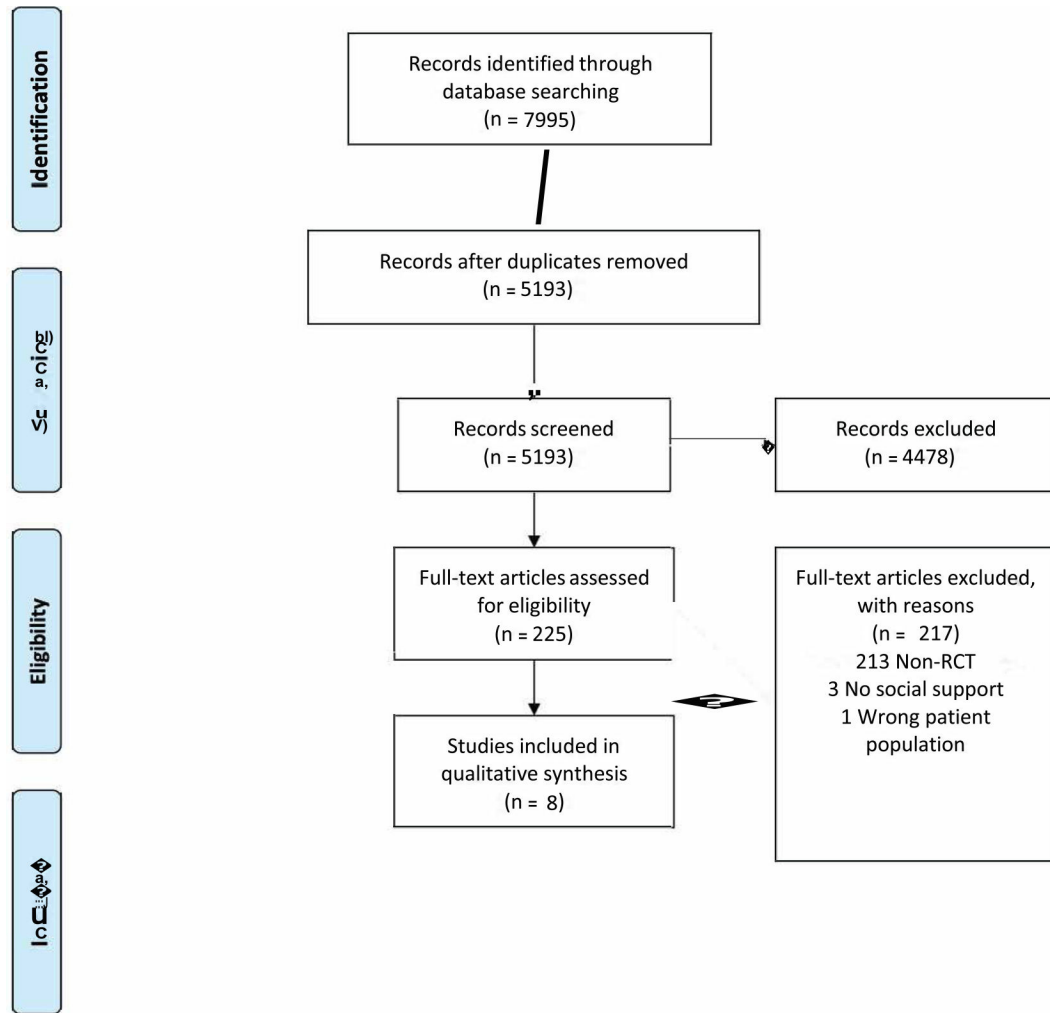 Identification
Records identified through
database searching
(n = 7995)
Records after duplicates removed
(n = 5193)
Records screened
(n = 5193)
Records excluded
(n = 4478)
Eligibility
Full-text articles assessed
for eligibility
(n = 225)
Full-text articles excluded,
with reasons
(n = 217)
213 Non-RCT
3 No social support
1 Wrong patient
population
Studies included in
qualitative synthesis
(n = 8)